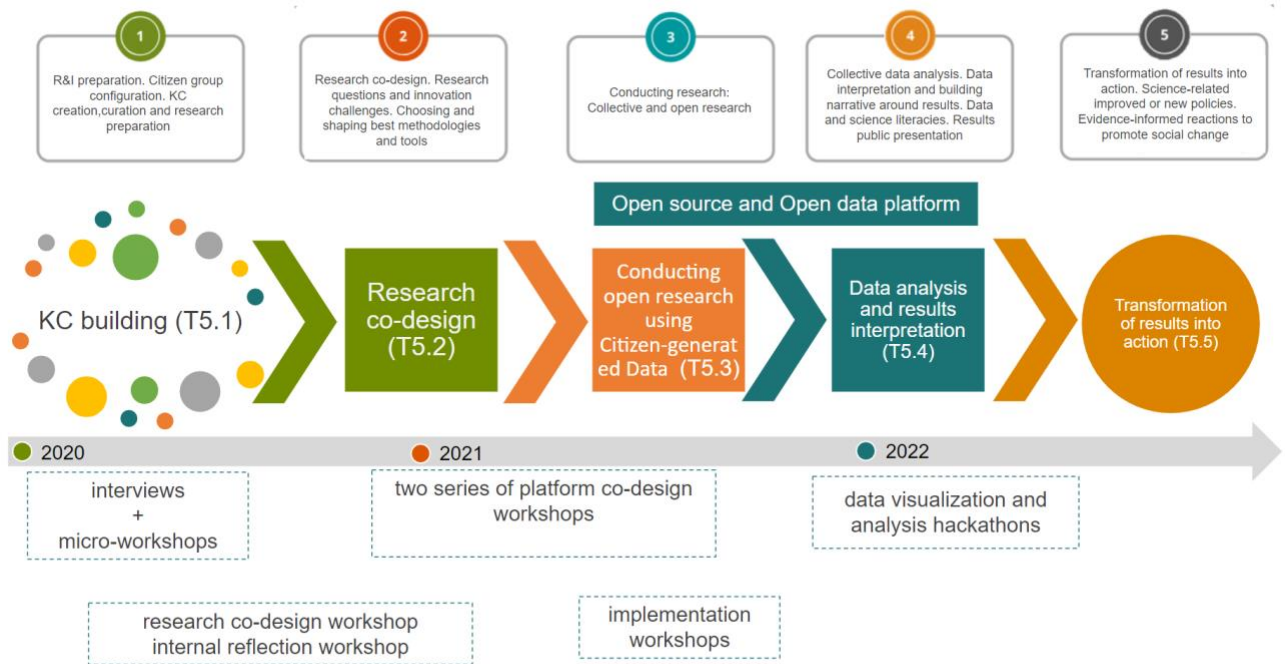 1
R&I preparation. Citizen group
configuration. KC
creation,curation and research
preparation
2
Research co-design. Research
questions and innovation
challenges. Choosing and
shaping best methodologies
and tools
3
Conducting research:
Collective and open research
4
Collective data analysis. Data
interpretation and building
narrative around results. Data
and science literacies. Results
public presentation
5
Transformation of results into
action. Science-related
improved or new policies.
Evidence-informed reactions to
promote social change
Open source and Open data platform
KC building (T5.1)
Research
co-design
(T5.2)
Conducting
open research
using
Citizen-generat
ed Data (T5.3)
Data analysis
and results
interpretation
(T5.4)
Transformation
of results into
action (T5.5)
2020
2021
2022
interviews
+
micro-workshops
two series of platform co-design
workshops
data visualization and
analysis hackathons
research co-design workshop
internal reflection workshop
implementation
workshops